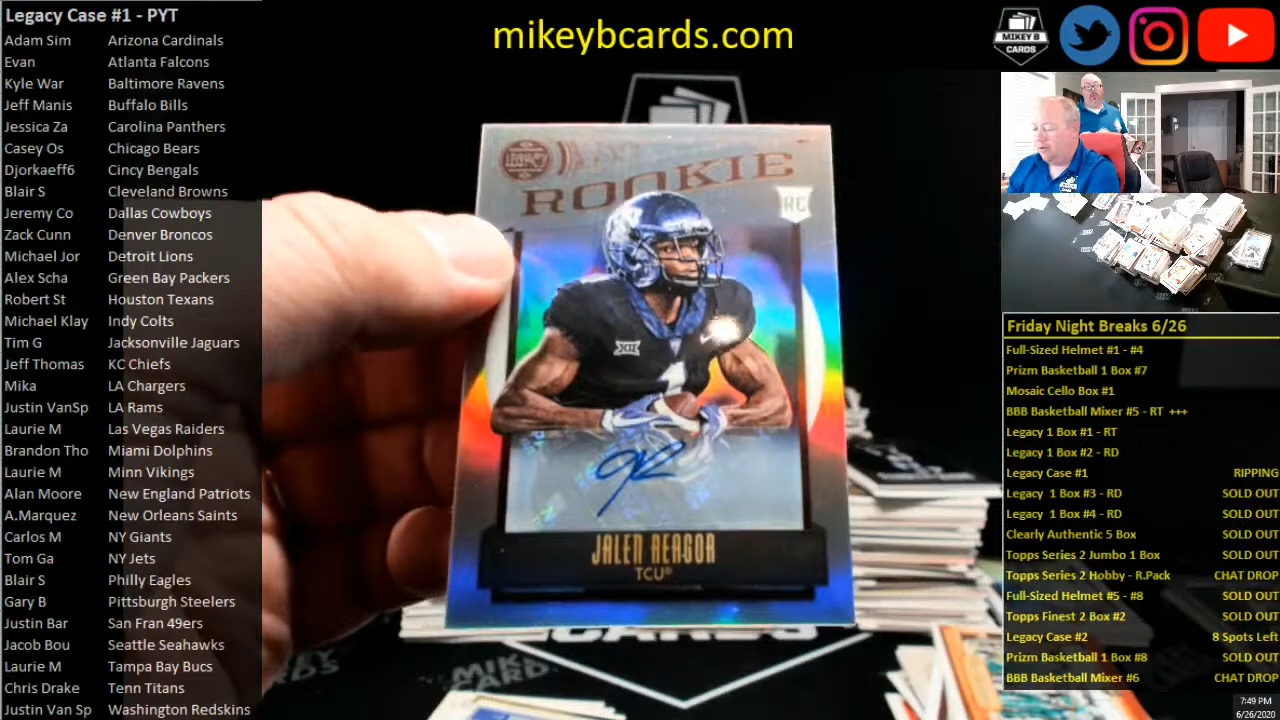 Legacy Case #1 - PYT
Adam Sim Arizona Cardinals
Evan Atlanta Falcons
Kyle War Baltimore Ravens
Jeff Manis Buffalo Bills
Jessica Za Carolina Panthers
Casey Os Chicago Bears
Djorkaeff6 Cincy Bengals
Blair S Cleveland Browns
Jeremy Co Dallas Cowboys
Zack Cunn Denver Broncos
Michael Jor Detroit Lions
Alex Scha Green Bay Packers
Robert St Houston Texans
Michael Klay Indy Colts
Tim G Jacksonville Jaguars
Jeff Thomas KC Chiefs
Mika LA Chargers
Justin VanSp LA Rams
Laurie M Las Vegas Raiders
Brandon Tho Miami Dolphins
Laurie M Minn Vikings
Alan Moore New England Patriots
A.Marquez New Orleans Saints
Carlos M NY Giants
Tom Ga NY Jets
Blair S Philly Eagles
Gary B Pittsburgh Steelers
Justin Bar San Fran 49ers
Jacob Bou Seattle Seahawks
Laurie M Tampa Bay Bucs
Chris Drake Tenn Titans
Justin Van Sp Washington Redskins
mikeybcards.com
MIKEY B
CARDS
LEGACY
ROOKIE
RC
XII
1
JALEN REAGOR
TCU®
CARDS
Friday Night Breaks 6/26
Full-Sized Helmet #1 - #4
Prizm Basketball 1 Box #7
Mosaic Cello Box #1
BBB Basketball Mixer #5 - RT +++
Legacy 1 Box #1 - RT
Legacy 1 Box #2 - RD
Legacy Case #1 RIPPING
Legacy 1 Box #3 - RD SOLD OUT
Legacy 1 Box #4 - RD SOLD OUT
Clearly Authentic 5 Box SOLD OUT
Topps Series 2 Jumbo 1 Box SOLD OUT
Topps Series 2 Hobby - R.Pack CHAT DROP
Full-Sized Helmet #5 - #8 SOLD OUT
Topps Finest 2 Box #2 SOLD OUT
Legacy Case #2 8 Spots Left
Prizm Basketball 1 Box #8 SOLD OUT
BBB Basketball Mixer #6 CHAT DROP
7:49 PM
6/26/2020